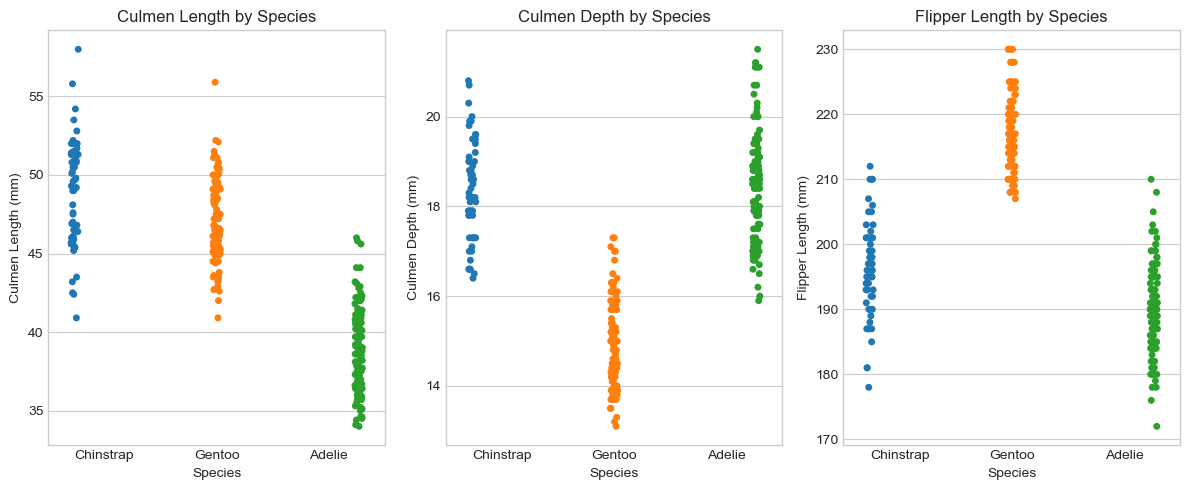 Culmen Length by Species
Culmen Length (mm)
55
50
45
40
35
Chinstrap Gentoo Adelie
Species
Culmen Depth by Species
Culmen Depth (mm)
20
18
16
14
Chinstrap Gentoo Adelie
Species
Flipper Length by Species
Flipper Length (mm)
230
220
210
200
190
180
170
Chinstrap Gentoo Adelie
Species